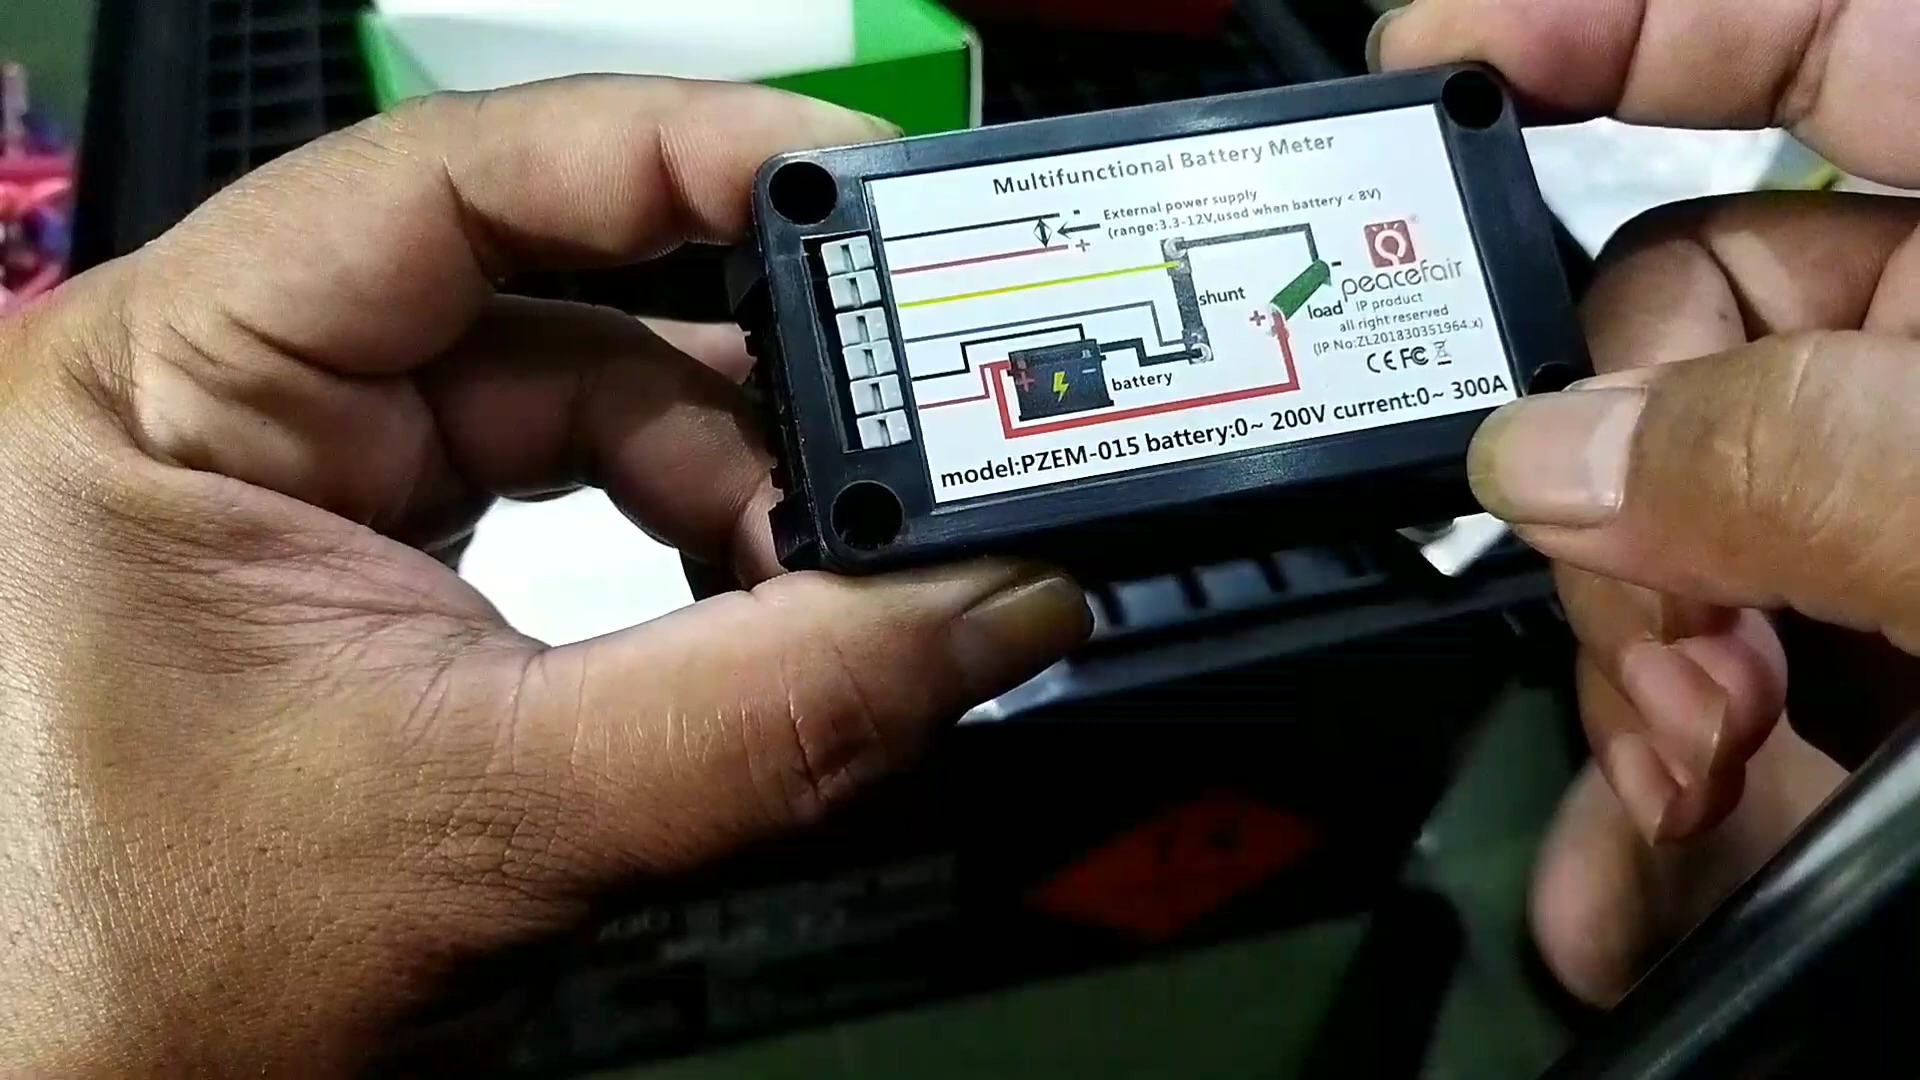 Multifunctional Battery Meter
External power supply
(range:3.3-12V,used when battery < 8V)
-
+
shunt
-
+
load
battery
+
-
peacefair
IP product
all right reserved
(IP No:ZL201830351964.x)
CE FC
model:PZEM-015 battery:0~ 200V current:0~ 300A